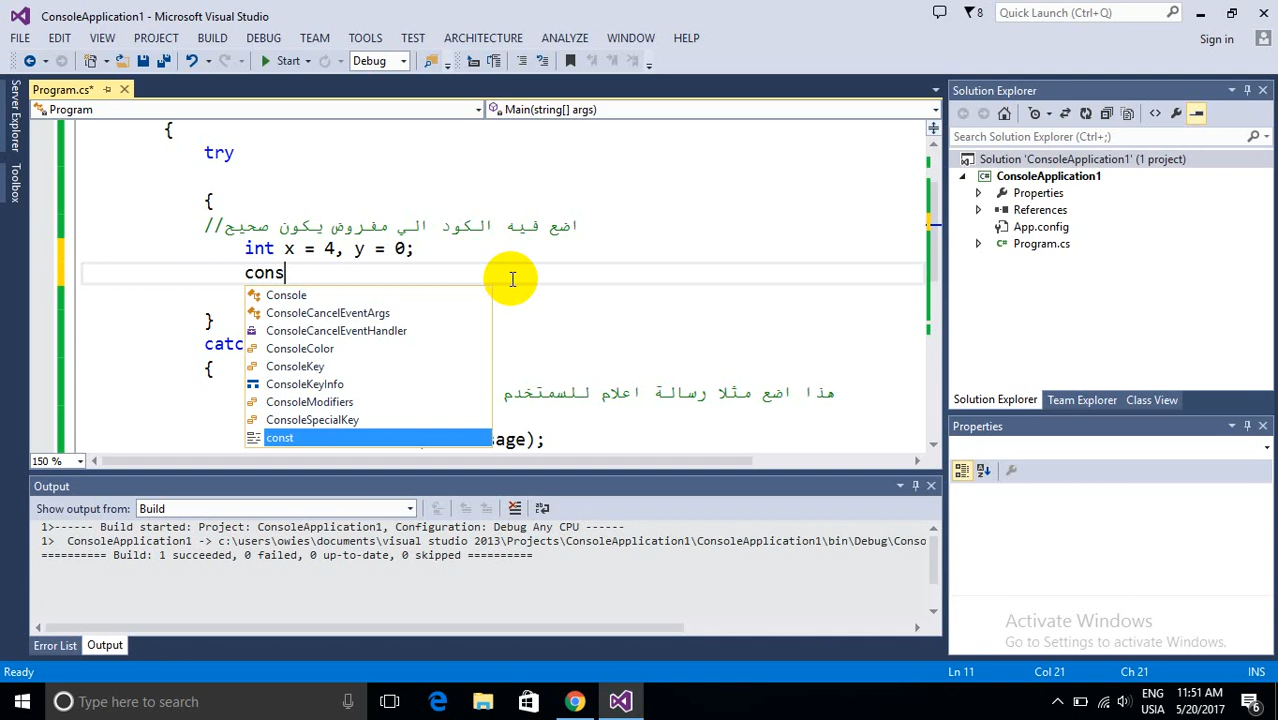 ConsoleApplication1 - Microsoft Visual Studio
8
Quick Launch (Ctrl+Q)
FILE EDIT VIEW PROJECT BUILD DEBUG TEAM TOOLS TEST ARCHITECTURE ANALYZE WINDOW HELP
Sign in
Start
Debug
Server Explorer
Toolbox
Program.cs*
Program
Main(string[] args)
{
try
{
//اضع فيه الكود الي مفروض يكون صحيح
int x = 4, y = 0;
cons
Console
ConsoleCancelEventArgs
ConsoleCancelEventHandler
ConsoleColor
ConsoleKey
ConsoleKeyInfo
ConsoleModifiers
ConsoleSpecialKey
const
}
catc
{
هذا اضع مثلا رسالة اعلام للسمتخدم
sage);
150 %
Solution Explorer
Search Solution Explorer (Ctrl+;)
Solution 'ConsoleApplication1' (1 project)
ConsoleApplication1
Properties
References
App.config
Program.cs
Solution Explorer Team Explorer Class View
Properties
Output
Show output from: Build
1>------ Build started: Project: ConsoleApplication1, Configuration: Debug Any CPU ------
1> ConsoleApplication1 -> c:\users\owies\documents\visual studio 2013\Projects\ConsoleApplication1\ConsoleApplication1\bin\Debug\Conso
========== Build: 1 succeeded, 0 failed, 0 up-to-date, 0 skipped ==========
Error List Output
Activate Windows
Go to Settings to activate Windows.
Ready
Ln 11 Col 21 Ch 21 INS
Type here to search
ENG
USIA
11:51 AM
5/20/2017
6